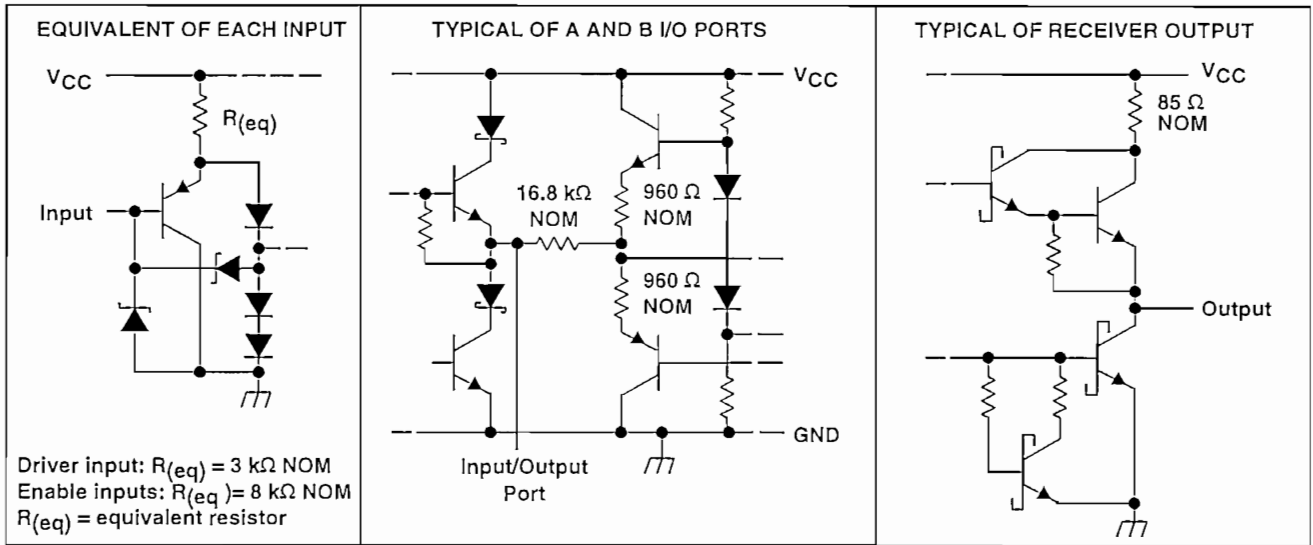 EQUIVALENT OF EACH INPUT
VCC
R(eq)
Input
Driver input: R(eq) = 3 kΩ NOM
Enable inputs: R(eq )= 8 kΩ NOM
R(eq) = equivalent resistor
TYPICAL OF A AND B I/O PORTS
VCC
16.8 kΩ
NOM
960 Ω
NOM
960 Ω
NOM
GND
Input/Output
Port
TYPICAL OF RECEIVER OUTPUT
VCC
85 Ω
NOM
Output